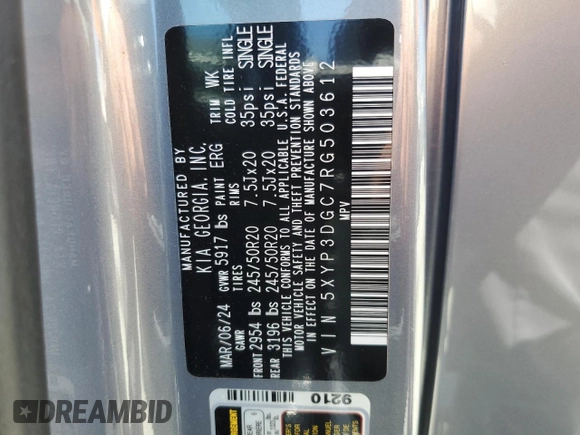 MANUFACTURED BY
KIA GEORGIA, INC.
MAR/06/24 GVWR 5917 lbs PAINT ERG TRIM WK
GAWR TIRES RIMS COLD TIRE INFL
FRONT 2954 lbs 245/50R20 7.5Jx20 35psi SINGLE
REAR 3196 lbs 245/50R20 7.5Jx20 35psi SINGLE
THIS VEHICLE CONFORMS TO ALL APPLICABLE U.S.A. FEDERAL
MOTOR VEHICLE SAFETY AND THEFT PREVENTION STANDARDS
IN EFFECT ON THE DATE OF MANUFACTURE SHOWN ABOVE
VIN 5XYP3DGC7RG503612
MPV
9210
DREAMBID